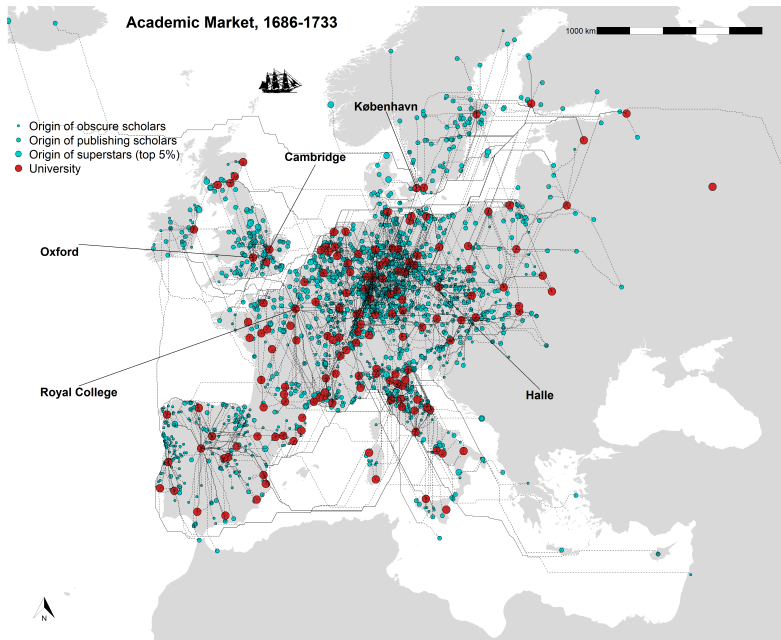 Academic Market, 1686-1733
1000 km
København
Origin of obscure scholars
Origin of publishing scholars
Origin of superstars (top 5%)
University
Cambridge
Oxford
Royal College
Halle
N